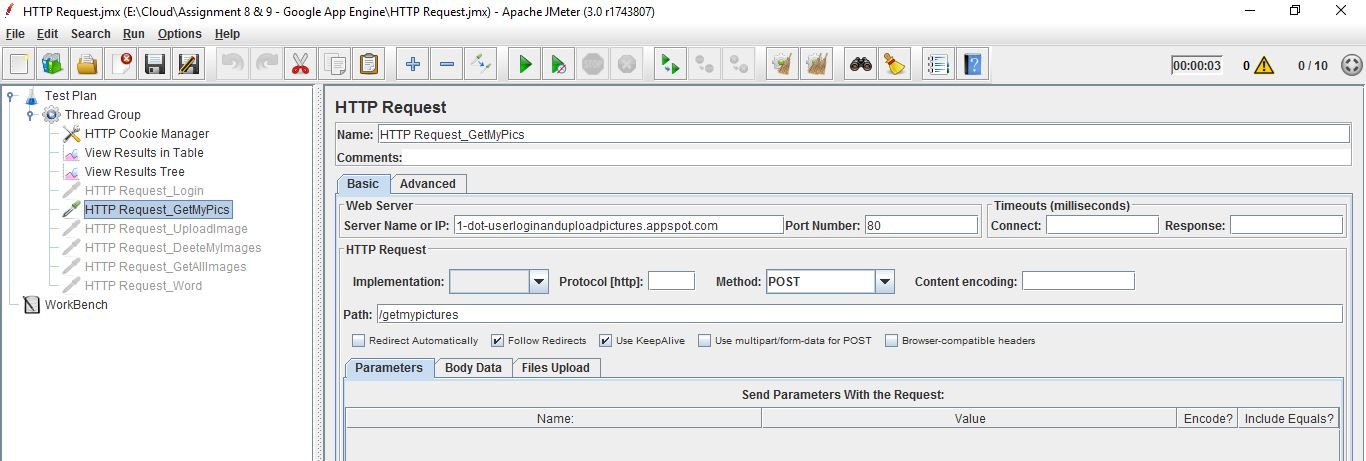 HTTP Request.jmx (E:\Cloud\Assignment 8 & 9 - Google App Engine\HTTP Request.jmx) - Apache JMeter (3.0 r1743807)
File Edit Search Run Options Help
STOP
00:00:03 0 0 / 10
Test Plan
Thread Group
HTTP Cookie Manager
View Results in Table
View Results Tree
HTTP Request_Login
HTTP Request_GetMyPics
HTTP Request_UploadImage
HTTP Request_DeeteMyImages
HTTP Request_GetAllImages
HTTP Request_Word
WorkBench
HTTP Request
Name: HTTP Request_GetMyPics
Comments:
Basic Advanced
Web Server
Server Name or IP: 1-dot-userloginanduploadpictures.appspot.com Port Number: 80
Timeouts (milliseconds)
Connect: Response:
HTTP Request
Implementation: Protocol [http]: Method: POST Content encoding:
Path: /getmypictures
Redirect Automatically Follow Redirects Use KeepAlive Use multipart/form-data for POST Browser-compatible headers
Parameters Body Data Files Upload
Send Parameters With the Request:
Name: Value Encode? Include Equals?